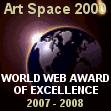 Art Space 2000
WORLD WEB AWARD
OF EXCELLENCE
2007 - 2008